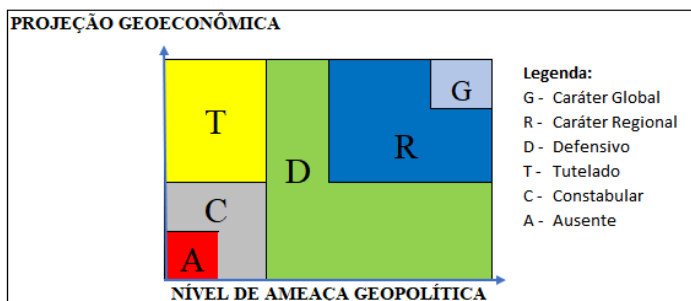 PROJEÇÃO GEOECONÔMICA
T
D
R
G
C
A
NÍVEL DE AMEAÇA GEOPOLÍTICA
Legenda:
G - Caráter Global
R - Caráter Regional
D - Defensivo
T - Tutelado
C - Constabular
A - Ausente